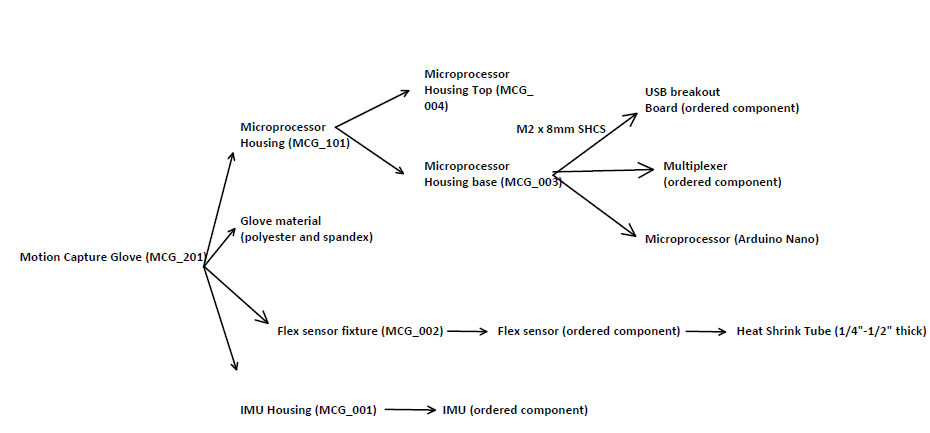 Microprocessor
Housing Top (MCG_
004)
USB breakout
Board (ordered component)
M2 x 8mm SHCS
Microprocessor
Housing (MCG_101)
Microprocessor
Housing base (MCG_003)
Multiplexer
(ordered component)
Glove material
(polyester and spandex)
Microprocessor (Arduino Nano)
Motion Capture Glove (MCG_201)
Flex sensor fixture (MCG_002)
Flex sensor (ordered component)
Heat Shrink Tube (1/4"-1/2" thick)
IMU Housing (MCG_001)
IMU (ordered component)